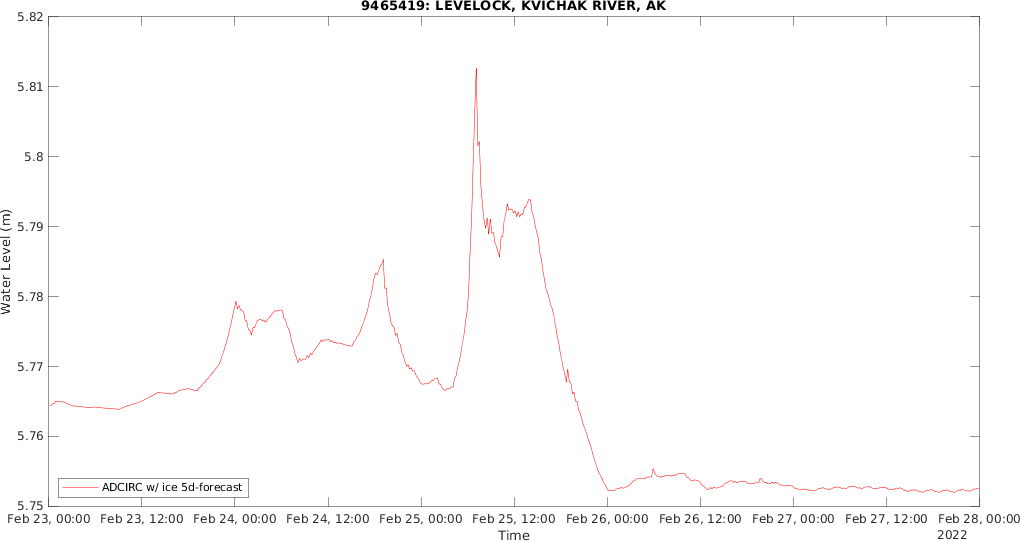 9465419: LEVELOCK, KVICHAK RIVER, AK
5.82
5.81
5.8
5.79
5.78
5.77
5.76
5.75
Water Level (m)
ADCIRC w/ ice 5d-forecast
Feb 23, 00:00 Feb 23, 12:00 Feb 24, 00:00 Feb 24, 12:00 Feb 25, 00:00 Feb 25, 12:00 Feb 26, 00:00 Feb 26, 12:00 Feb 27, 00:00 Feb 27, 12:00 Feb 28, 00:00
Time
2022